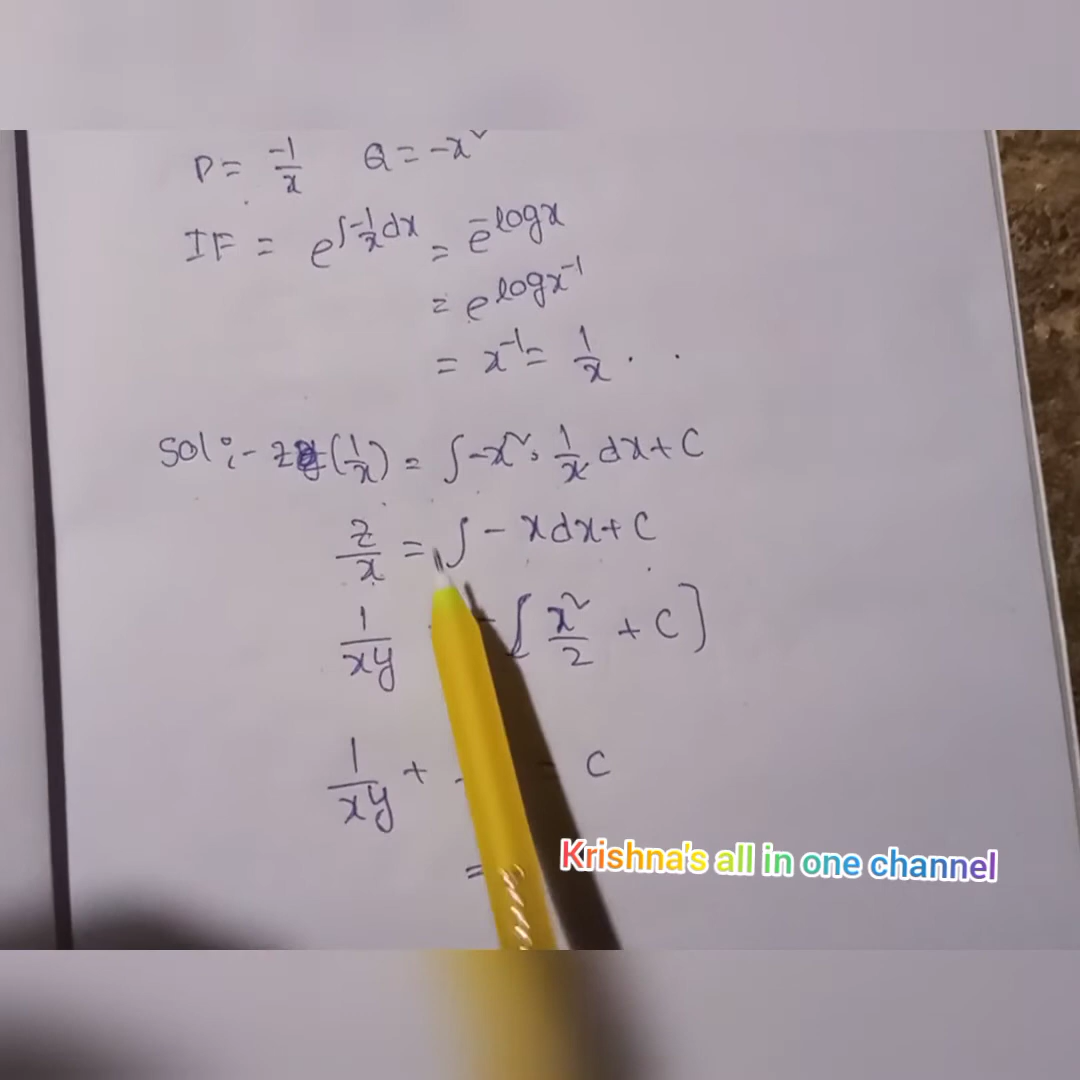 P = -1/x Q = -x²
IF = e^∫-1/x dx = e^-log x
= e^log x^-1
= x^-1 = 1/x . .
Sol:- z (1/x) = ∫-x² . 1/x dx + C
z/x = ∫ - x dx + C
1/xy - [x²/2 + C]
1/xy + = C
Krishna's all in one channel
=